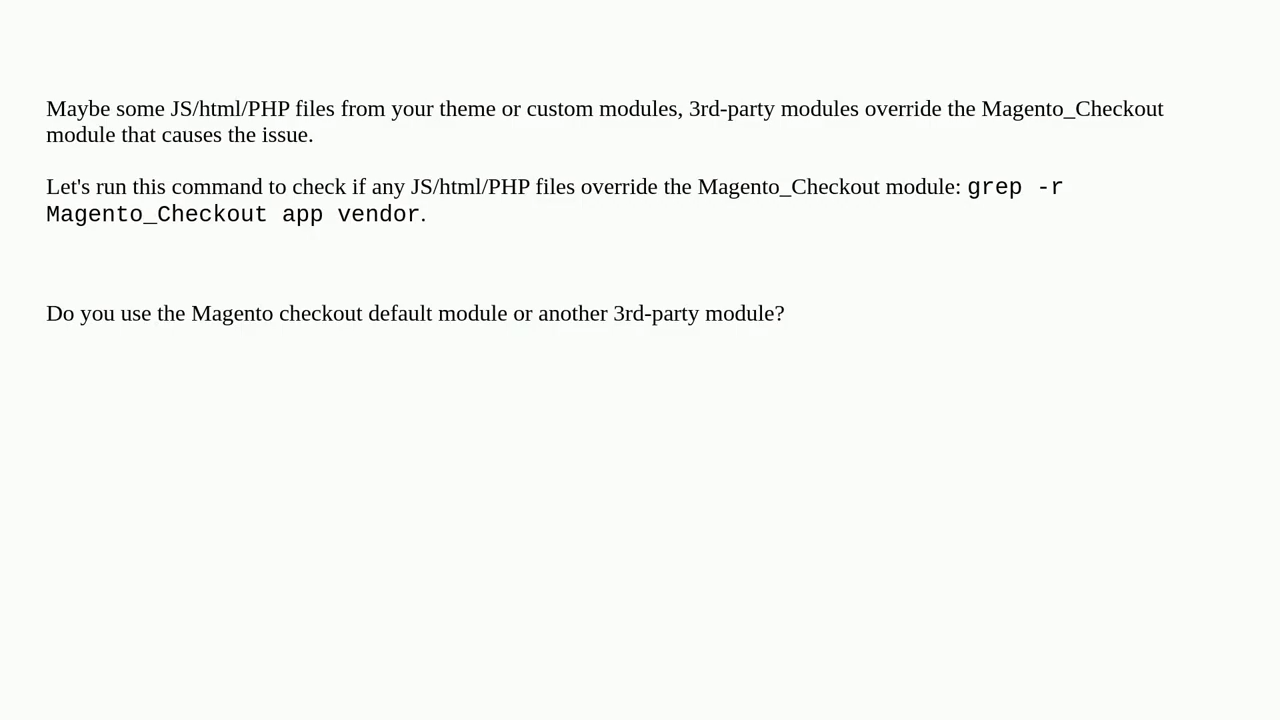 Maybe some JS/html/PHP files from your theme or custom modules, 3rd-party modules override the Magento_Checkout
module that causes the issue.
Let's run this command to check if any JS/html/PHP files override the Magento_Checkout module: grep -r
Magento_Checkout app vendor.
Do you use the Magento checkout default module or another 3rd-party module?